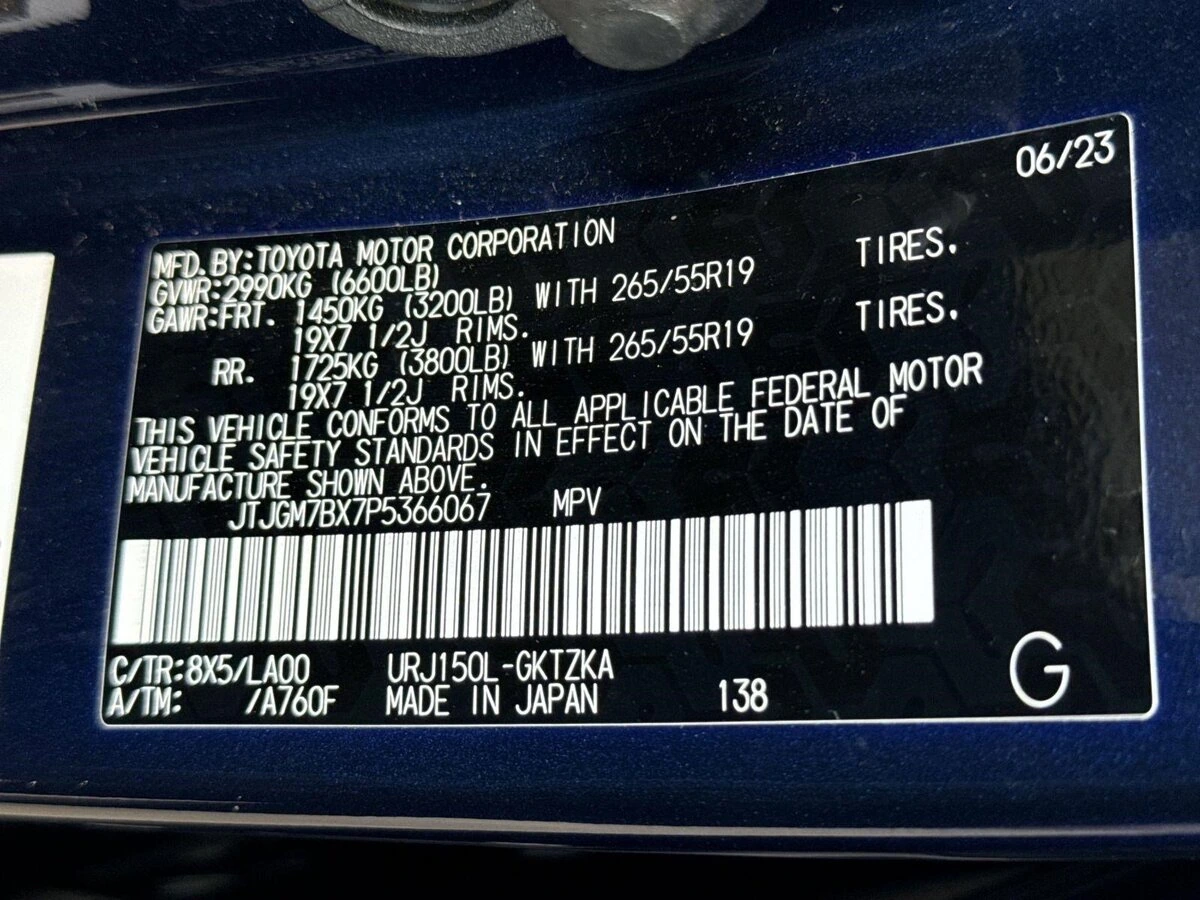 06/23
MFD.BY:TOYOTA MOTOR CORPORATION
GVWR:2990KG (6600LB)
GAWR:FRT. 1450KG (3200LB) WITH 265/55R19 TIRES.
19X7 1/2J RIMS.
RR. 1725KG (3800LB) WITH 265/55R19 TIRES.
19X7 1/2J RIMS.
THIS VEHICLE CONFORMS TO ALL APPLICABLE FEDERAL MOTOR
VEHICLE SAFETY STANDARDS IN EFFECT ON THE DATE OF
MANUFACTURE SHOWN ABOVE.
JTJGM7BX7P5366067 MPV
C/TR:8X5/LA00 URJ150L-GKTZKA
A/TM: /A760F MADE IN JAPAN 138
G